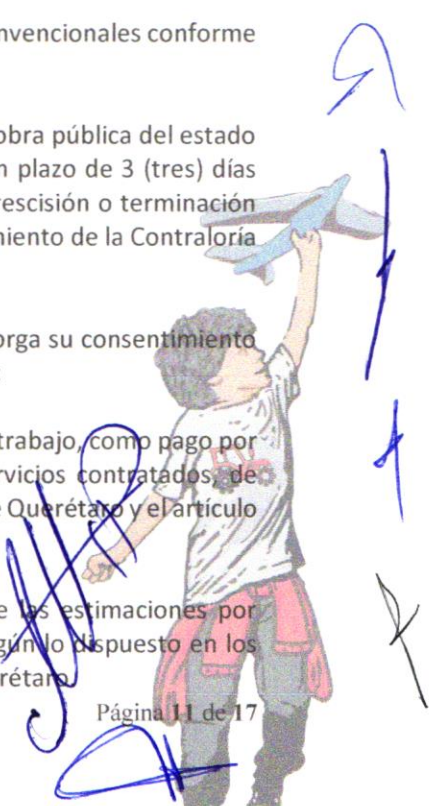 nvencionales conforme
obra pública del estado
n plazo de 3 (tres) días
rescisión o terminación
miento de la Contraloría
orga su consentimiento
trabajo, como pago por
rvicios contratados, de
e Querétaro y el artículo
e las estimaciones por
gún lo dispuesto en los
rétaro.
Página 11 de 17